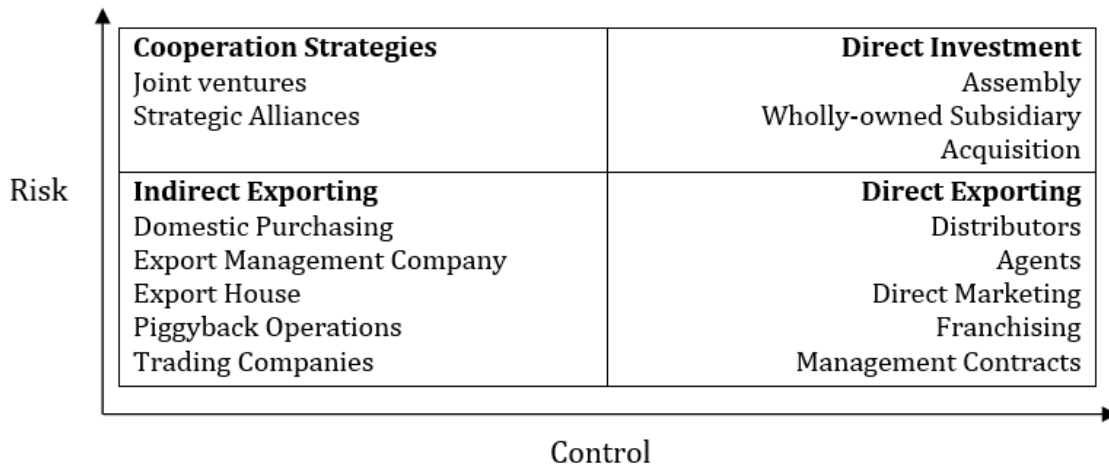 Cooperation Strategies
Joint ventures
Strategic Alliances
Direct Investment
Assembly
Wholly-owned Subsidiary
Acquisition
Risk
Indirect Exporting
Domestic Purchasing
Export Management Company
Export House
Piggyback Operations
Trading Companies
Direct Exporting
Distributors
Agents
Direct Marketing
Franchising
Management Contracts
Control